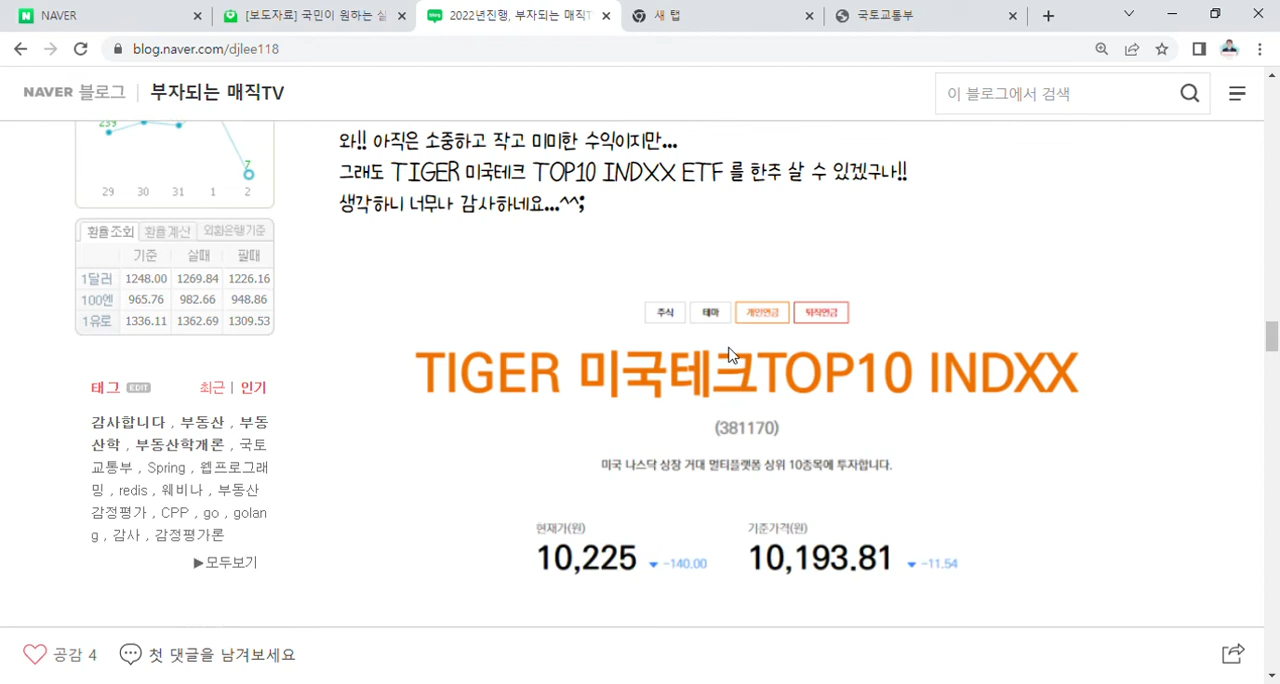 NAVER
[보도자료] 국민이 원하는 실
2022년진행, 부자되는 매직T
새 탭
국토교통부
blog.naver.com/djlee118
NAVER 블로그 | 부자되는 매직TV
이 블로그에서 검색
239
7
29 30 31 1 2
환율조회 환율계산 외환은행기준
기준 살때 팔때
1달러 1248.00 1269.84 1226.16
100엔 965.76 982.66 948.86
1유로 1336.11 1362.69 1309.53
태그 EDIT 최근 | 인기
감사합니다 , 부동산 , 부동
산학 , 부동산학개론 , 국토
교통부 , Spring , 웹프로그래
밍 , redis , 웨비나 , 부동산
감정평가 , CPP , go , golan
g , 감사 , 감정평가론
▶모두보기
와!! 아직은 소중하고 작고 미미한 수익이지만...
그래도 TIGER 미국테크 TOP10 INDXX ETF 를 한주 살 수 있겠구나!!
생각하니 너무나 감사하네요...^^;
주식 테마 개인연금 퇴직연금
TIGER 미국테크TOP10 INDXX
(381170)
미국 나스닥 상장 거대 멀티플랫폼 상위 10종목에 투자합니다.
현재가(원) 기준가격(원)
10,225 ▼ -140.00 10,193.81 ▼ -11.54
공감 4 첫 댓글을 남겨보세요